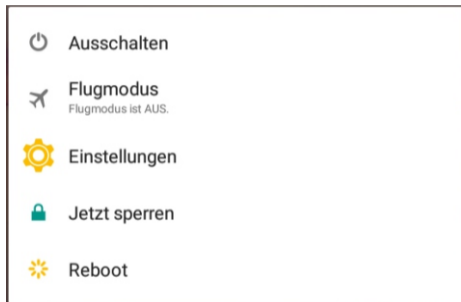 Ausschalten
Flugmodus
Flugmodus ist AUS.
Einstellungen
Jetzt sperren
Reboot